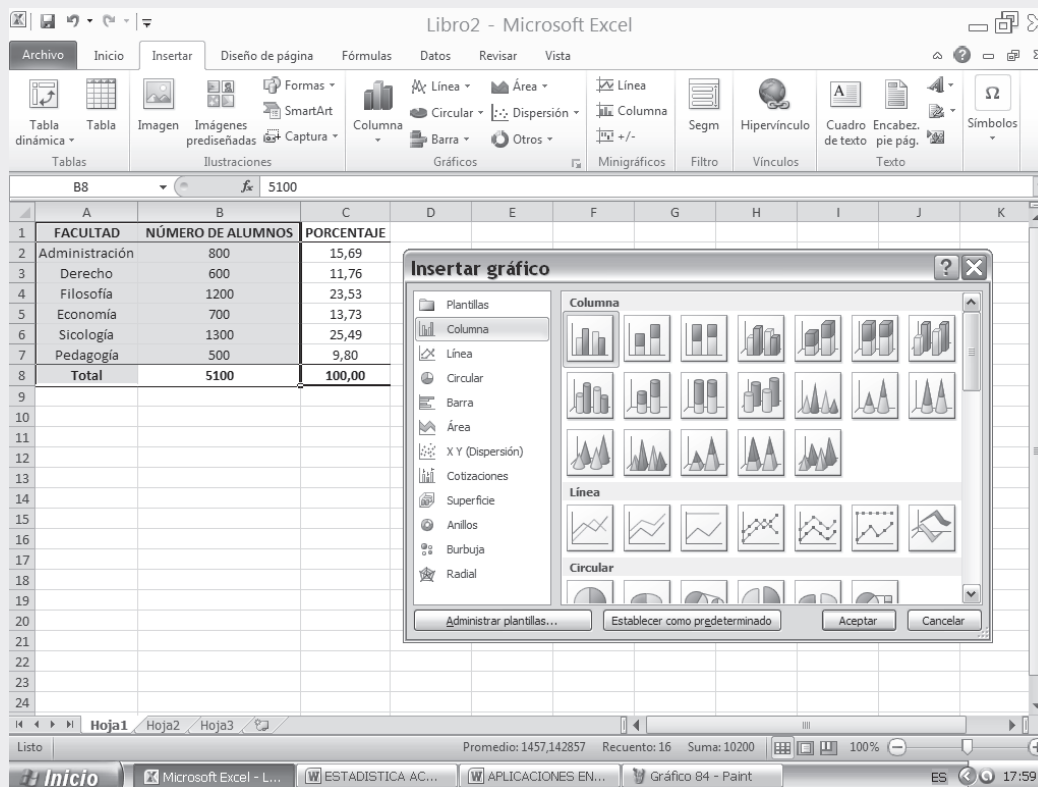 Libro2 - Microsoft Excel
Archivo Inicio Insertar Diseño de página Fórmulas Datos Revisar Vista
Tabla dinámica
Tabla
Tablas
Imagen
Imágenes prediseñadas
Formas
SmartArt
Captura
Ilustraciones
Columna
Línea
Circular
Barra
Área
Dispersión
Otros
Gráficos
Línea
Columna
+/-
Minigráficos
Segm
Filtro
Hipervínculo
Vínculos
Cuadro de texto
Encabez. pie pág.
Texto
Ω
Símbolos
B8 fx 5100
A B C D E F G H I J K
1 FACULTAD NÚMERO DE ALUMNOS PORCENTAJE
2 Administración 800 15,69
3 Derecho 600 11,76
4 Filosofía 1200 23,53
5 Economía 700 13,73
6 Sicología 1300 25,49
7 Pedagogía 500 9,80
8 Total 5100 100,00
9
10
11
12
13
14
15
16
17
18
19
20
21
22
23
24
Insertar gráfico
Plantillas
Columna
Línea
Circular
Barra
Área
X Y (Dispersión)
Cotizaciones
Superficie
Anillos
Burbuja
Radial
Columna
Línea
Circular
Administrar plantillas... Establecer como predeterminado Aceptar Cancelar
Hoja1 Hoja2 Hoja3
Listo Promedio: 1457,142857 Recuento: 16 Suma: 10200 100%
Inicio Microsoft Excel - L... ESTADISTICA AC... APLICACIONES EN... Gráfico 84 - Paint ES 17:59